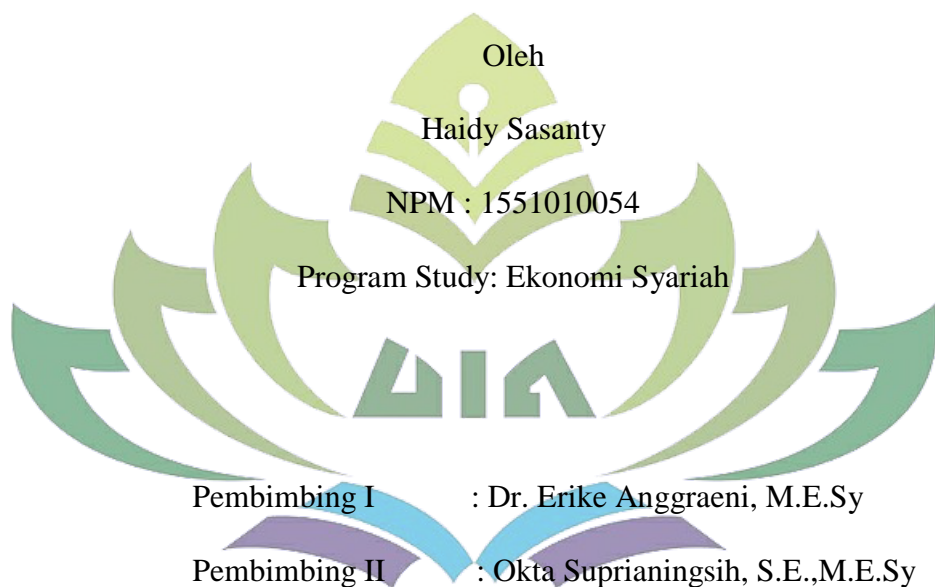 Oleh
Haidy Sasanty
NPM : 1551010054
Program Study: Ekonomi Syariah
UIN
Pembimbing I : Dr. Erike Anggraeni, M.E.Sy
Pembimbing II : Okta Suprianingsih, S.E.,M.E.Sy